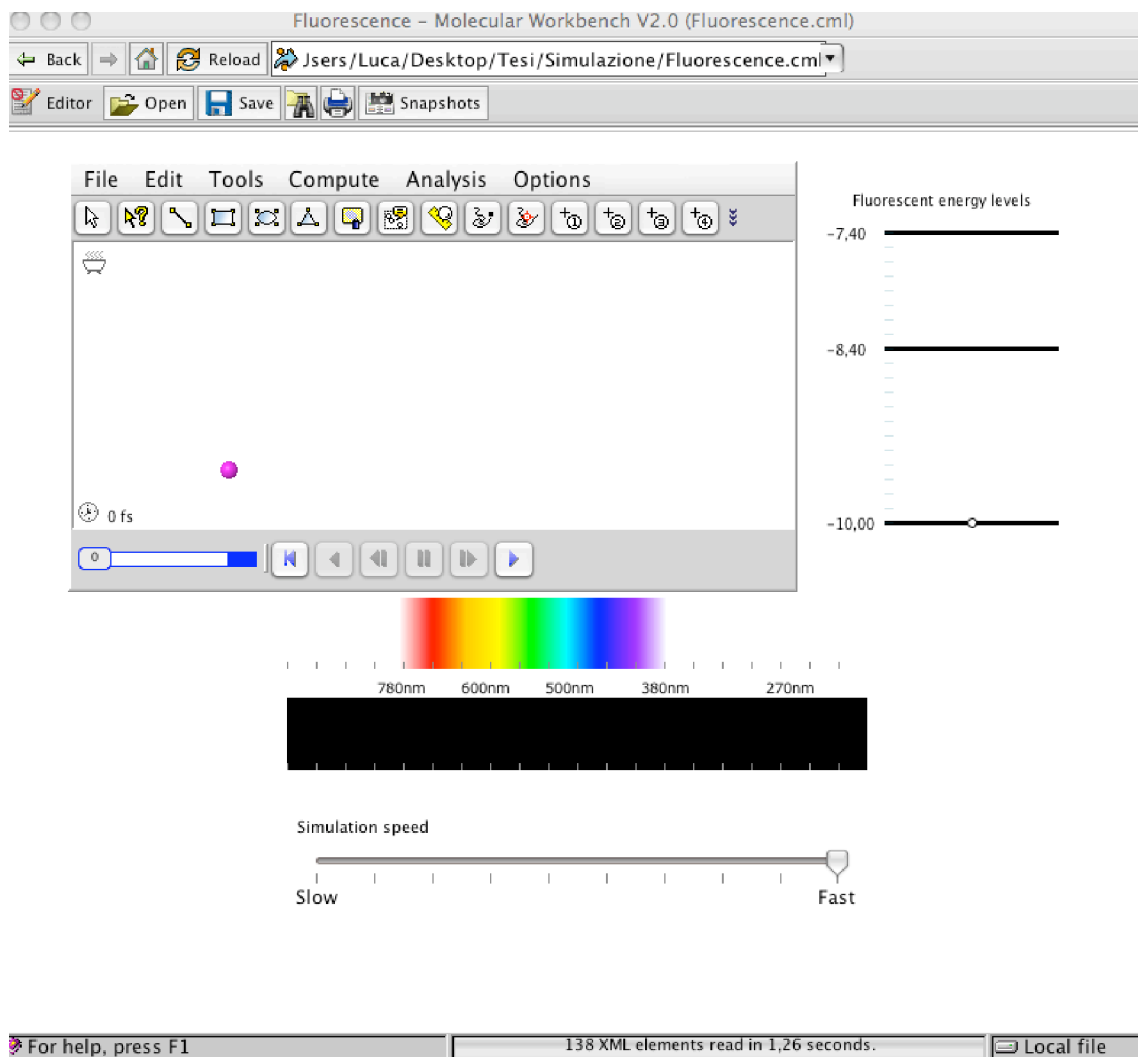 Fluorescence – Molecular Workbench V2.0 (Fluorescence.cml)
Back Reload Jsers/Luca/Desktop/Tesi/Simulazione/Fluorescence.cml
Editor Open Save Snapshots
File Edit Tools Compute Analysis Options
Fluorescent energy levels
-7,40
-8,40
-10,00
0 fs
0
780nm 600nm 500nm 380nm 270nm
Simulation speed
Slow Fast
For help, press F1 138 XML elements read in 1,26 seconds. Local file